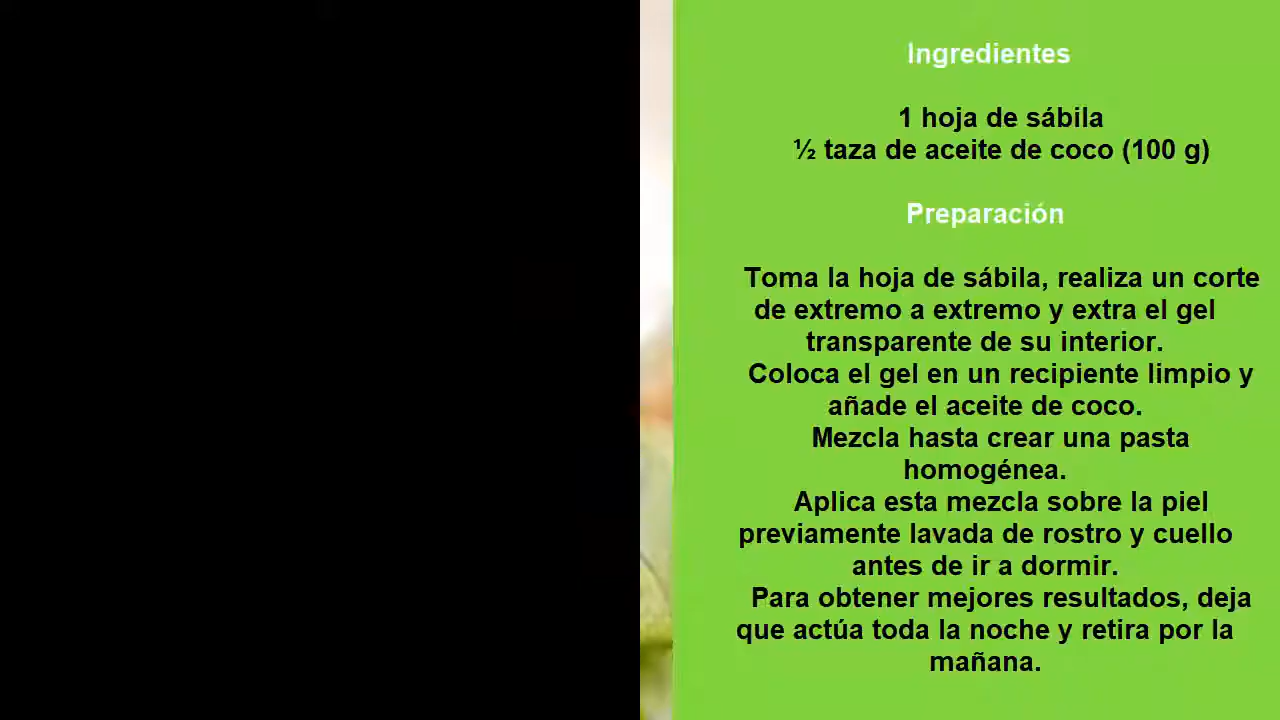 Ingredientes
1 hoja de sábila
½ taza de aceite de coco (100 g)
Preparación
Toma la hoja de sábila, realiza un corte
de extremo a extremo y extra el gel
transparente de su interior.
Coloca el gel en un recipiente limpio y
añade el aceite de coco.
Mezcla hasta crear una pasta
homogénea.
Aplica esta mezcla sobre la piel
previamente lavada de rostro y cuello
antes de ir a dormir.
Para obtener mejores resultados, deja
que actúa toda la noche y retira por la
mañana.